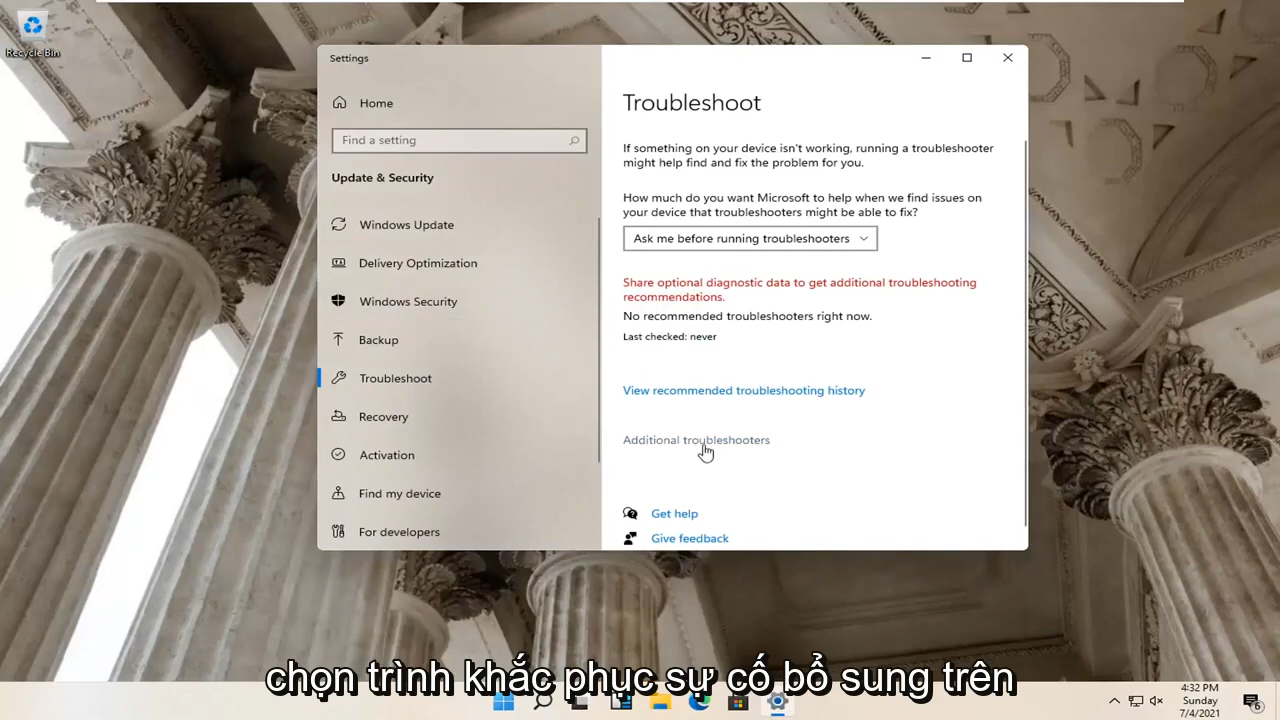 Recycle Bin
Settings
Home
Find a setting
Update & Security
Windows Update
Delivery Optimization
Windows Security
Backup
Troubleshoot
Recovery
Activation
Find my device
For developers
Troubleshoot
If something on your device isn't working, running a troubleshooter
might help find and fix the problem for you.
How much do you want Microsoft to help when we find issues on
your device that troubleshooters might be able to fix?
Ask me before running troubleshooters
Share optional diagnostic data to get additional troubleshooting
recommendations.
No recommended troubleshooters right now.
Last checked: never
View recommended troubleshooting history
Additional troubleshooters
Get help
Give feedback
chọn trình khắc phục sự cố bổ sung trên
4:32 PM
Sunday
7/4/2021
6